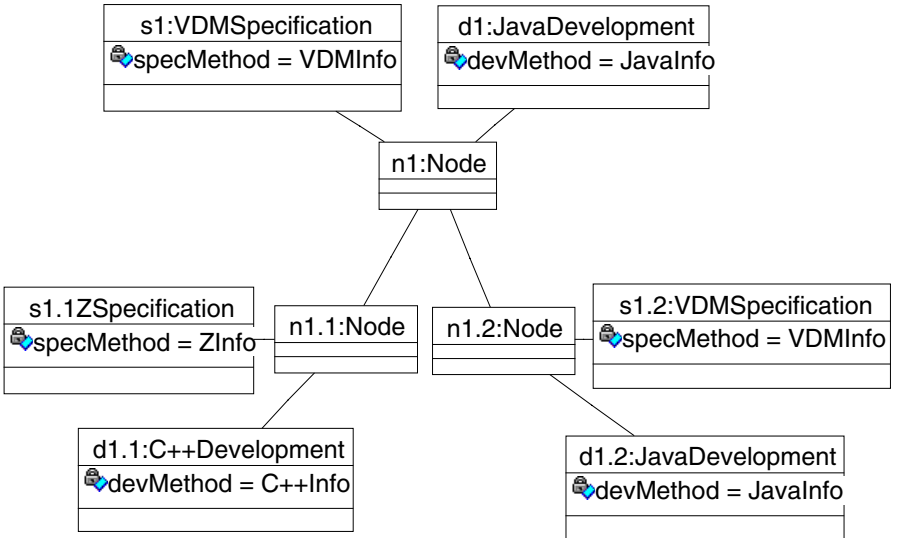 s1:VDMSpecification
specMethod = VDMInfo
d1:JavaDevelopment
devMethod = JavaInfo
n1:Node
s1.1ZSpecification
specMethod = ZInfo
n1.1:Node
n1.2:Node
s1.2:VDMSpecification
specMethod = VDMInfo
d1.1:C++Development
devMethod = C++Info
d1.2:JavaDevelopment
devMethod = JavaInfo